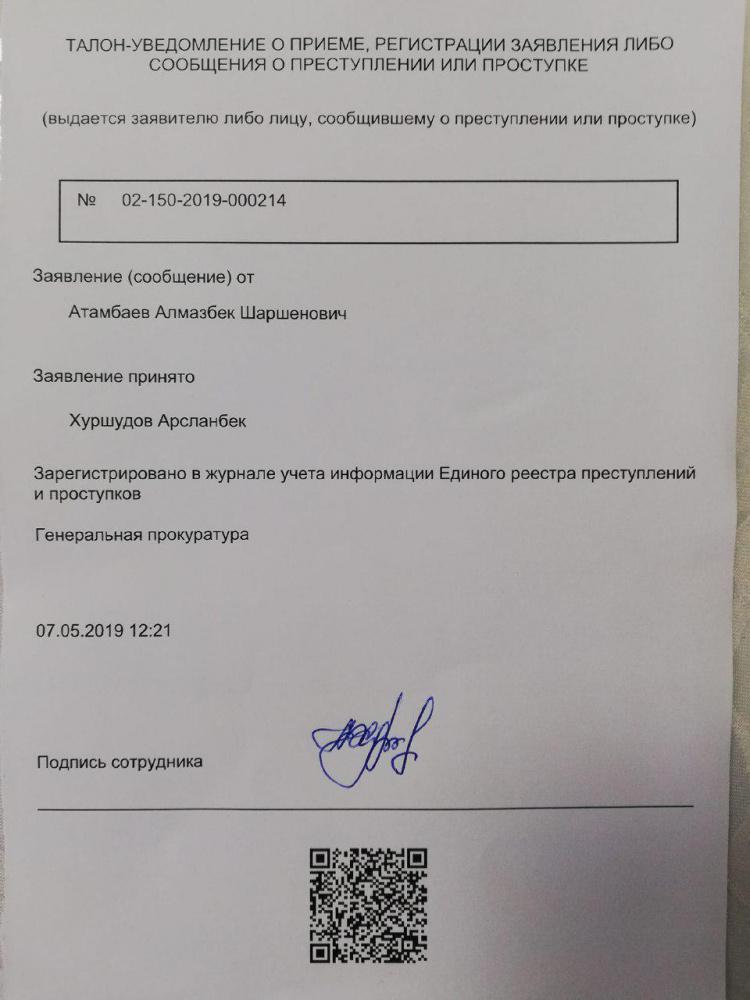 ТАЛОН-УВЕДОМЛЕНИЕ О ПРИЕМЕ, РЕГИСТРАЦИИ ЗАЯВЛЕНИЯ ЛИБО
СООБЩЕНИЯ О ПРЕСТУПЛЕНИИ ИЛИ ПРОСТУПКЕ
(выдается заявителю либо лицу, сообщившему о преступлении или проступке)
№ 02-150-2019-000214
Заявление (сообщение) от
Атамбаев Алмазбек Шаршенович
Заявление принято
Хуршудов Арсланбек
Зарегистрировано в журнале учета информации Единого реестра преступлений
и проступков
Генеральная прокуратура
07.05.2019 12:21
Подпись сотрудника